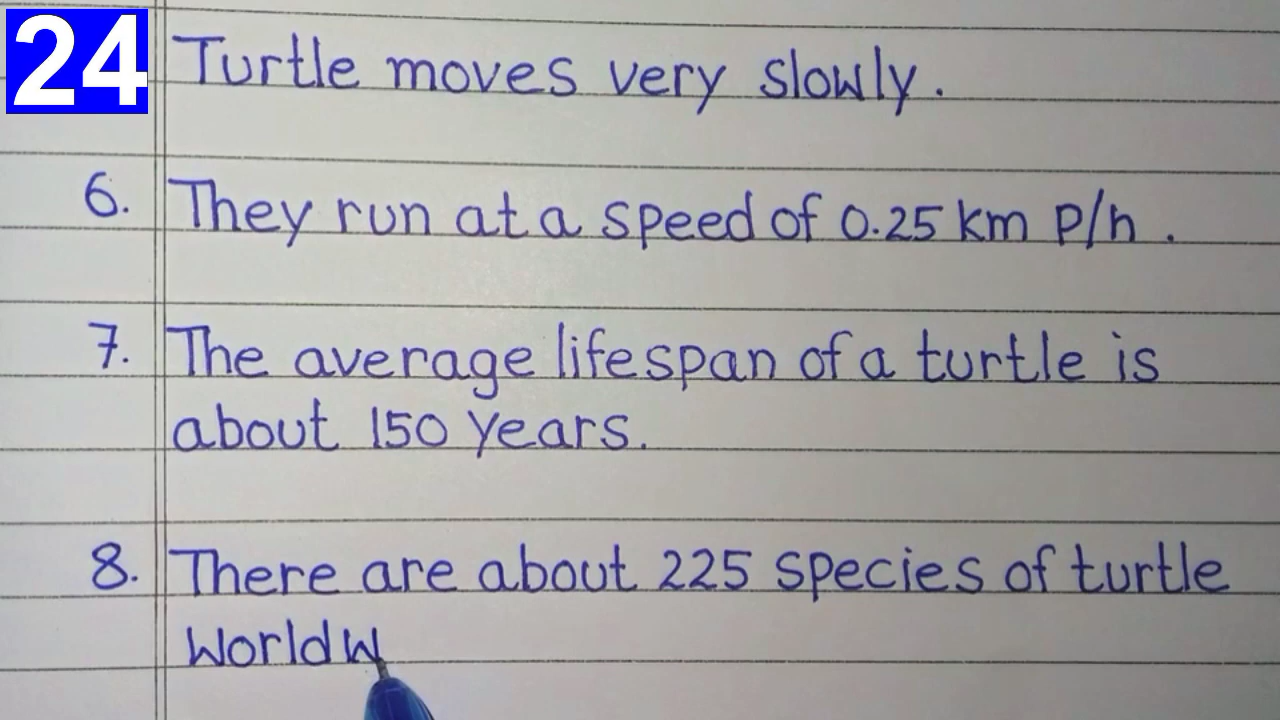 24
Turtle moves very slowly.
6. They run at a speed of 0.25 km p/h.
7. The average lifespan of a turtle is
about 150 years.
8. There are about 225 species of turtle
worldw